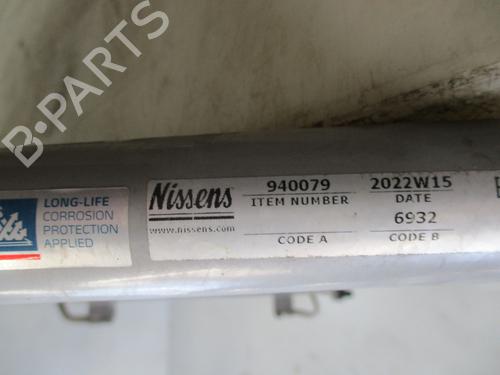 B-PARTS
LONG-LIFE
CORROSION
PROTECTION
APPLIED
Nissens
www.nissens.com
940079
ITEM NUMBER
2022W15
DATE
6932
CODE A
CODE B